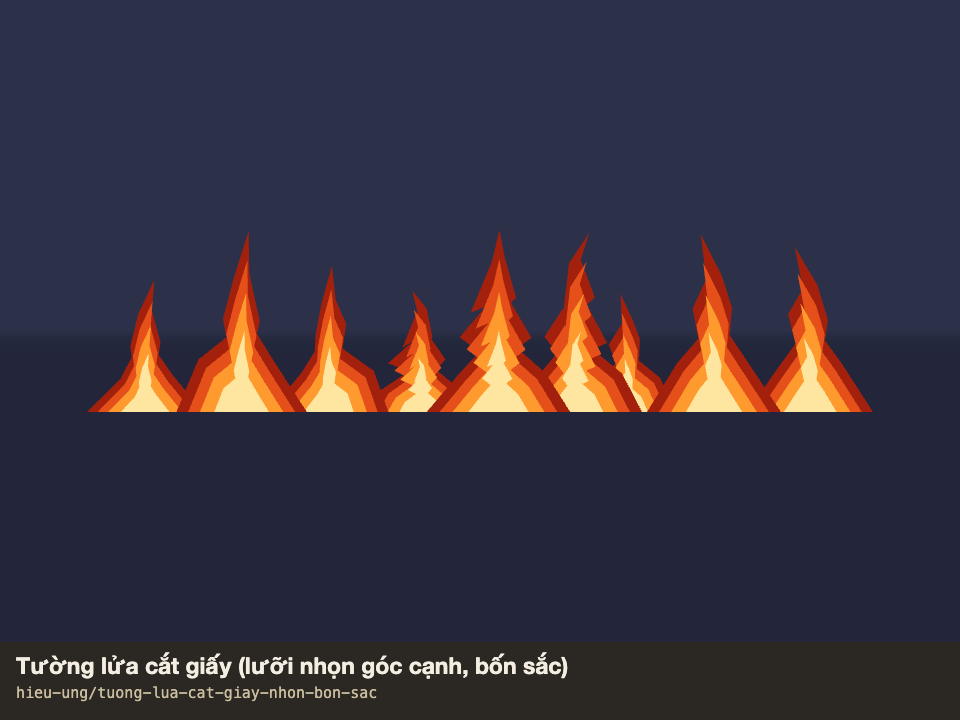 Tường lửa cắt giấy (lưỡi nhọn góc cạnh, bốn sắc)
hieu-ung/tuong-lua-cat-giay-nhon-bon-sac